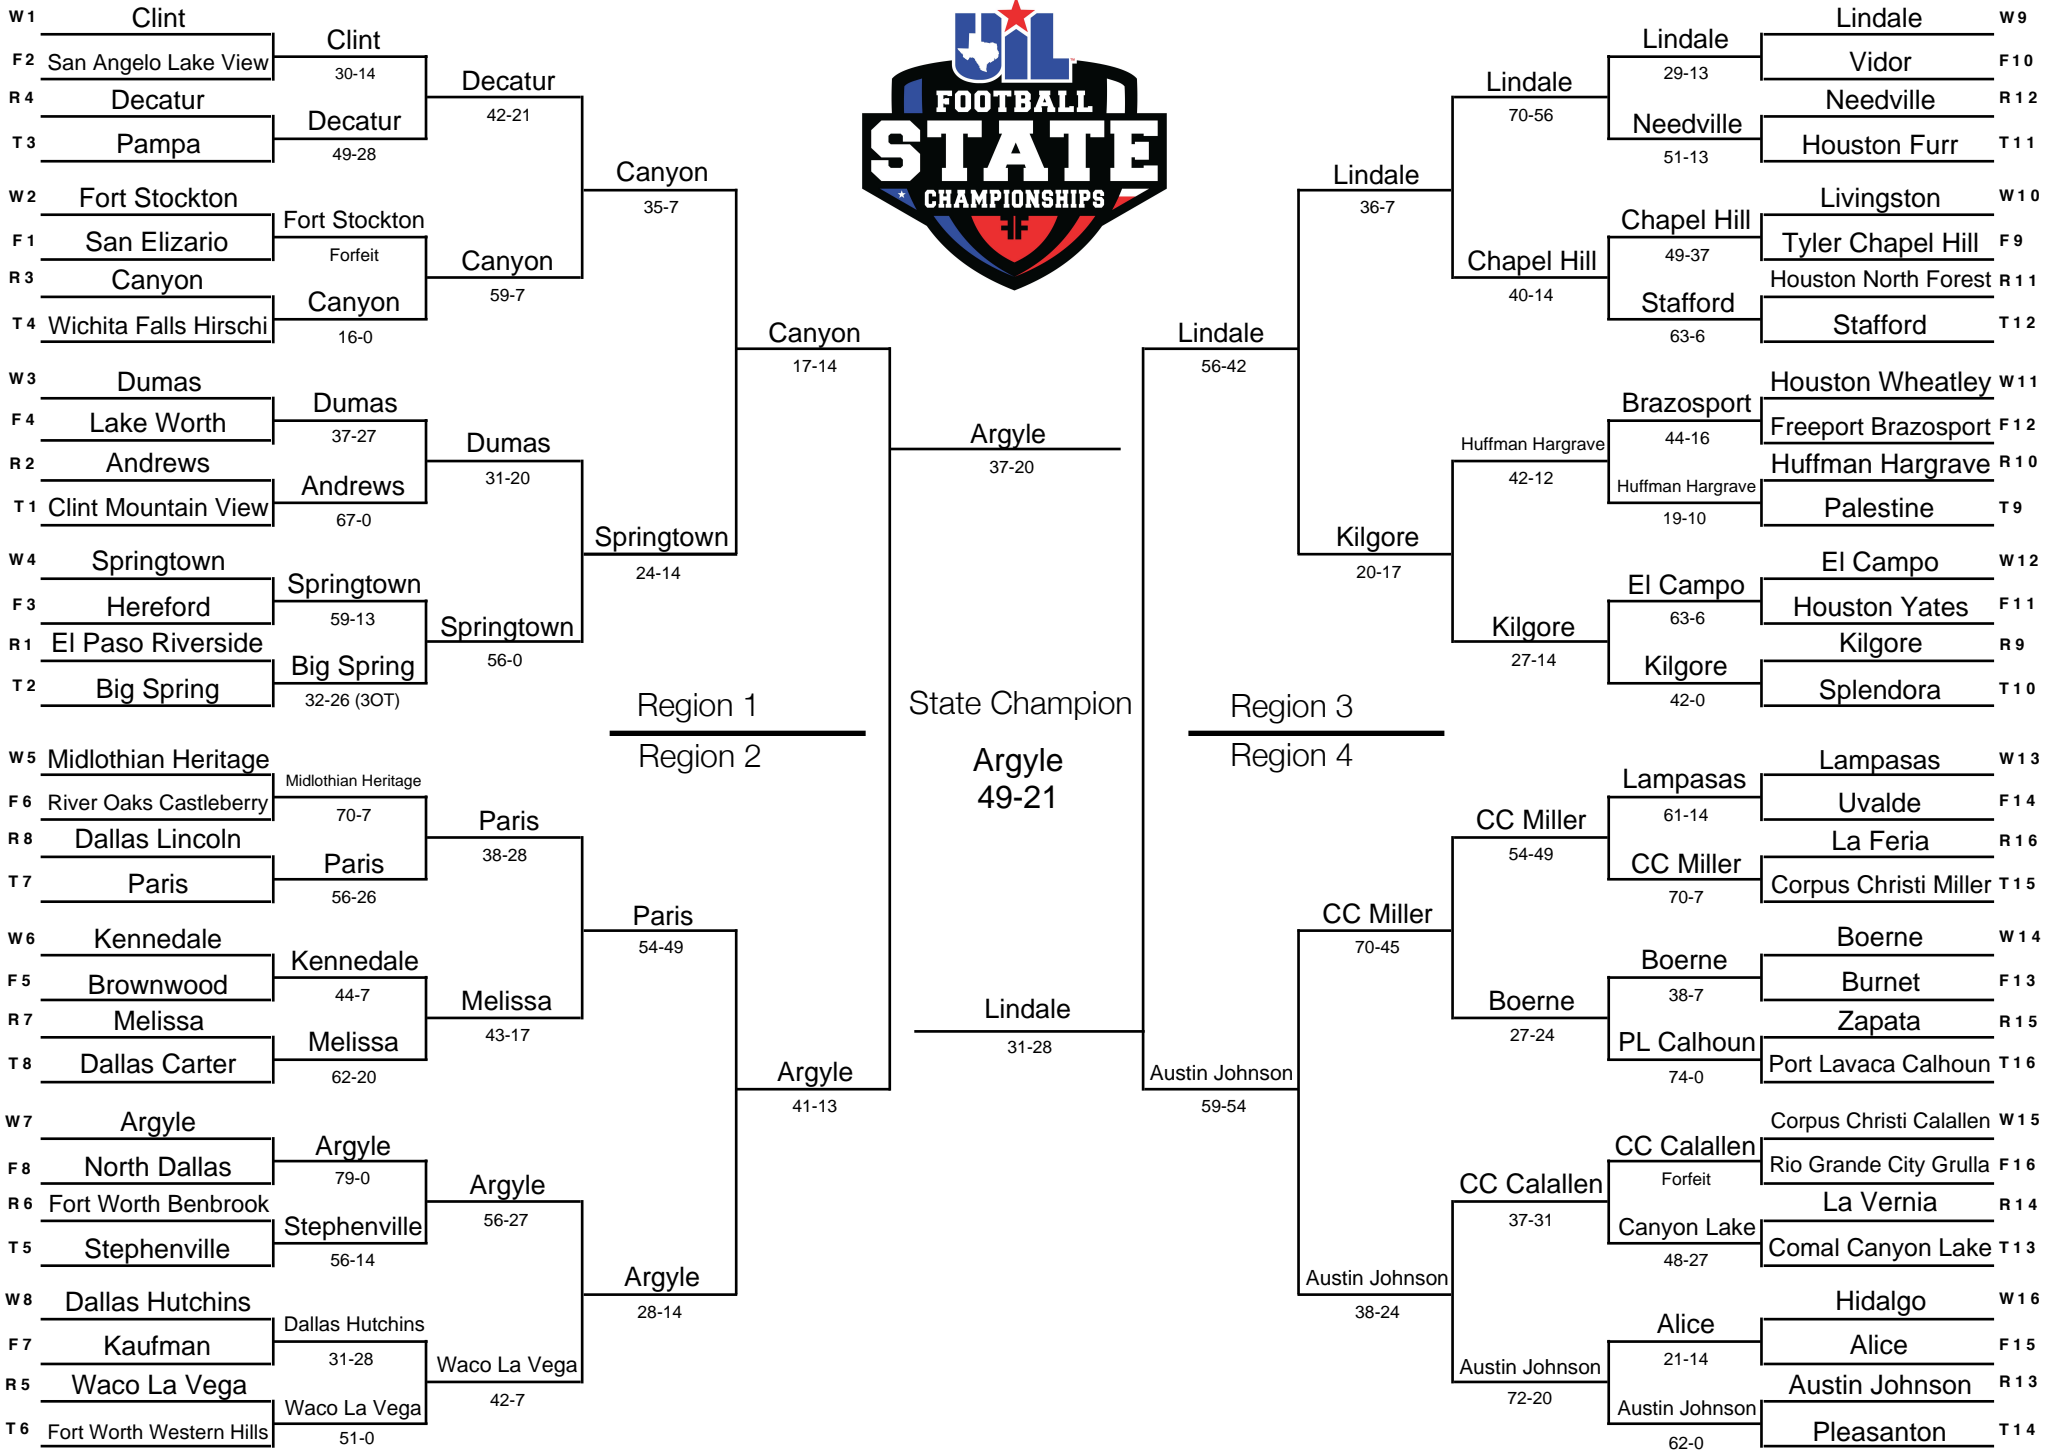 UIL
FOOTBALL
STATE
CHAMPIONSHIPS
W1 Clint
F2 San Angelo Lake View
R4 Decatur
T3 Pampa
W2 Fort Stockton
F1 San Elizario
R3 Canyon
T4 Wichita Falls Hirschi
W3 Dumas
F4 Lake Worth
R2 Andrews
T1 Clint Mountain View
W4 Springtown
F3 Hereford
R1 El Paso Riverside
T2 Big Spring
W5 Midlothian Heritage
F6 River Oaks Castleberry
R8 Dallas Lincoln
T7 Paris
W6 Kennedale
F5 Brownwood
R7 Melissa
T8 Dallas Carter
W7 Argyle
F8 North Dallas
R6 Fort Worth Benbrook
T5 Stephenville
W8 Dallas Hutchins
F7 Kaufman
R5 Waco La Vega
T6 Fort Worth Western Hills
Clint
30-14
Decatur
49-28
Fort Stockton
Forfeit
Canyon
16-0
Dumas
37-27
Andrews
67-0
Springtown
59-13
Big Spring
32-26 (3OT)
Midlothian Heritage
70-7
Paris
56-26
Kennedale
44-7
Melissa
62-20
Argyle
79-0
Stephenville
56-14
Dallas Hutchins
31-28
Waco La Vega
51-0
Decatur
42-21
Canyon
59-7
Dumas
31-20
Springtown
56-0
Paris
38-28
Melissa
43-17
Argyle
56-27
Waco La Vega
42-7
Canyon
35-7
Springtown
24-14
Paris
54-49
Argyle
28-14
Canyon
17-14
Argyle
41-13
Region 1
Region 2
Argyle
37-20
State Champion
Argyle
49-21
Lindale
31-28
Region 3
Region 4
Lindale
56-42
Austin Johnson
59-54
Lindale
36-7
Kilgore
20-17
CC Miller
70-45
Austin Johnson
38-24
Lindale
70-56
Chapel Hill
40-14
Huffman Hargrave
42-12
Kilgore
27-14
CC Miller
54-49
Boerne
27-24
CC Calallen
37-31
Austin Johnson
72-20
Lindale
29-13
Needville
51-13
Chapel Hill
49-37
Stafford
63-6
Brazosport
44-16
Huffman Hargrave
19-10
El Campo
63-6
Kilgore
42-0
Lampasas
61-14
CC Miller
70-7
Boerne
38-7
PL Calhoun
74-0
CC Calallen
Forfeit
Canyon Lake
48-27
Alice
21-14
Austin Johnson
62-0
Lindale W9
Vidor F10
Needville R12
Houston Furr T11
Livingston W10
Tyler Chapel Hill F9
Houston North Forest R11
Stafford T12
Houston Wheatley W11
Freeport Brazosport F12
Huffman Hargrave R10
Palestine T9
El Campo W12
Houston Yates F11
Kilgore R9
Splendora T10
Lampasas W13
Uvalde F14
La Feria R16
Corpus Christi Miller T15
Boerne W14
Burnet F13
Zapata R15
Port Lavaca Calhoun T16
Corpus Christi Calallen W15
Rio Grande City Grulla F16
La Vernia R14
Comal Canyon Lake T13
Hidalgo W16
Alice F15
Austin Johnson R13
Pleasanton T14